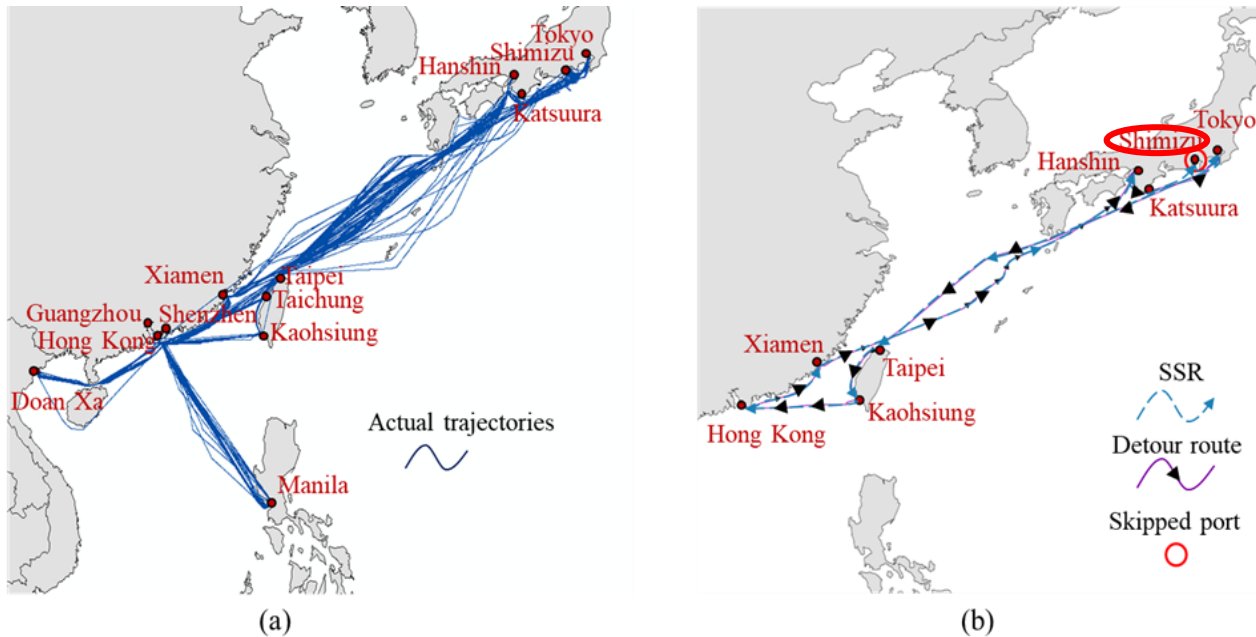 Tokyo
Shimizu
Hanshin
Katsuura
Xiamen
Taipei
Taichung
Guangzhou
Shenzhen
Hong Kong
Kaohsiung
Doan Xa
Actual trajectories
Manila
(a)
Tokyo
Shimizu
Hanshin
Katsuura
Xiamen
Taipei
Kaohsiung
Hong Kong
SSR
Detour route
Skipped port
(b)